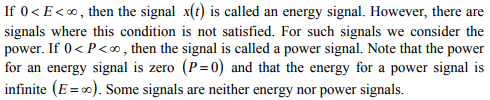 If 0 < E < ∞, then the signal x(t) is called an energy signal. However, there are
signals where this condition is not satisfied. For such signals we consider the
power. If 0 < P < ∞, then the signal is called a power signal. Note that the power
for an energy signal is zero (P = 0) and that the energy for a power signal is
infinite (E = ∞). Some signals are neither energy nor power signals.